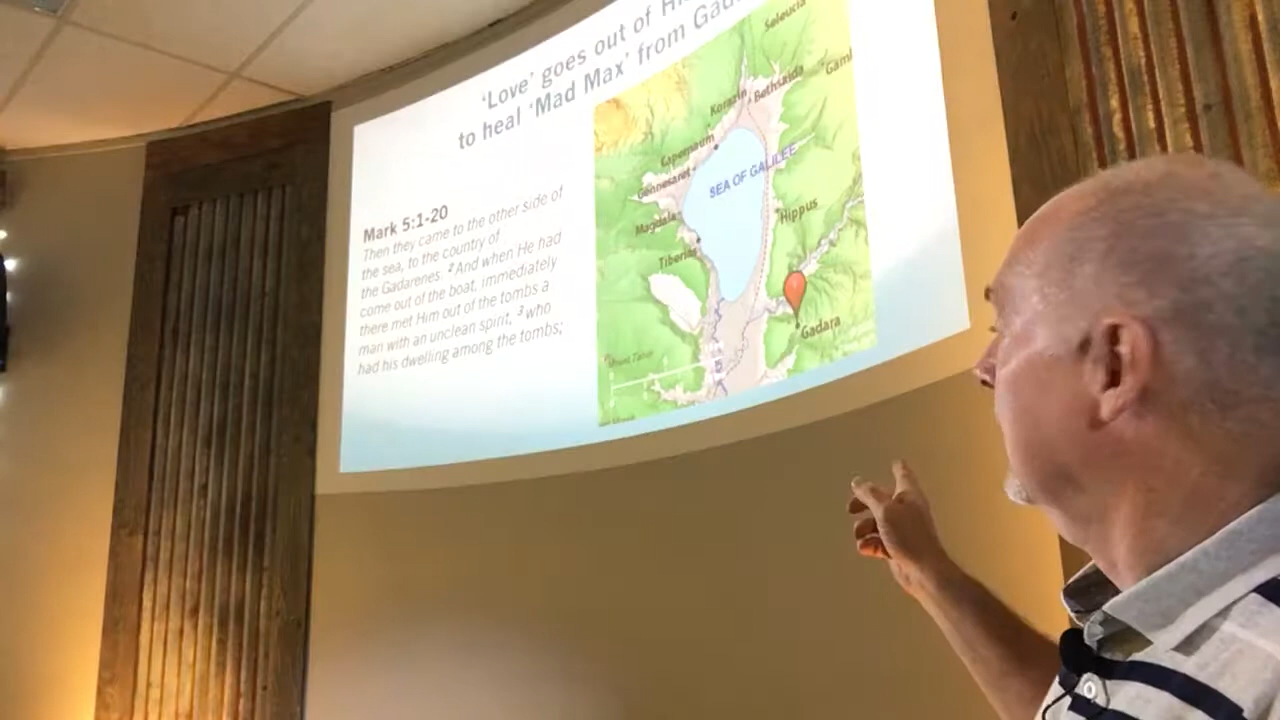 'Love' goes out of
to heal 'Mad Max' from
Mark 5:1-20
Then they came to the other side of
the sea, to the country of
the Gadarenes. 2 And when He had
come out of the boat, immediately
there met Him out of the tombs a
man with an unclean spirit, 3 who
had his dwelling among the tombs;
Seleucia
Bethsaida
Korazin
Capernaum
Gennesaret
SEA OF GALILEE
Magdala
Hippus
Tiberias
Gadara